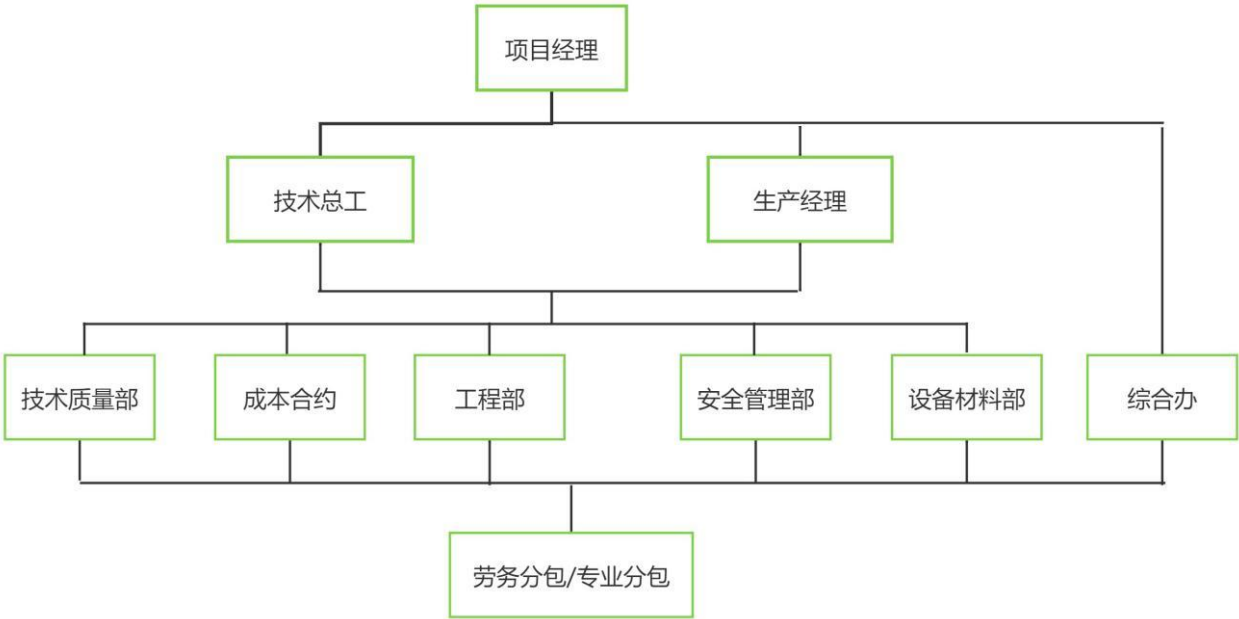 项目经理
技术总工
生产经理
技术质量部
成本合约
工程部
安全管理部
设备材料部
综合办
劳务分包/专业分包